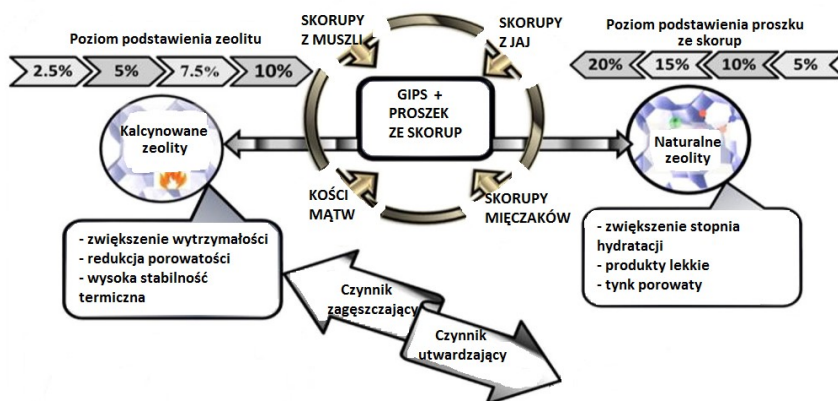 Poziom podstawienia zeolitu
2.5% 5% 7.5% 10%
SKORUPY
Z MUSZLI
SKORUPY
Z JAJ
Poziom podstawienia proszku
ze skorup
20% 15% 10% 5%
GIPS +
PROSZEK
ZE SKORUP
Kalcynowane
zeolity
Naturalne
zeolity
KOŚCI
MĄTW
SKORUPY
MIĘCZAKÓW
- zwiększenie wytrzymałości
- redukcja porowatości
- wysoka stabilność
termiczna
- zwiększenie stopnia
hydratacji
- produkty lekkie
- tynk porowaty
Czynnik
zagęszczający
Czynnik
utwardzający